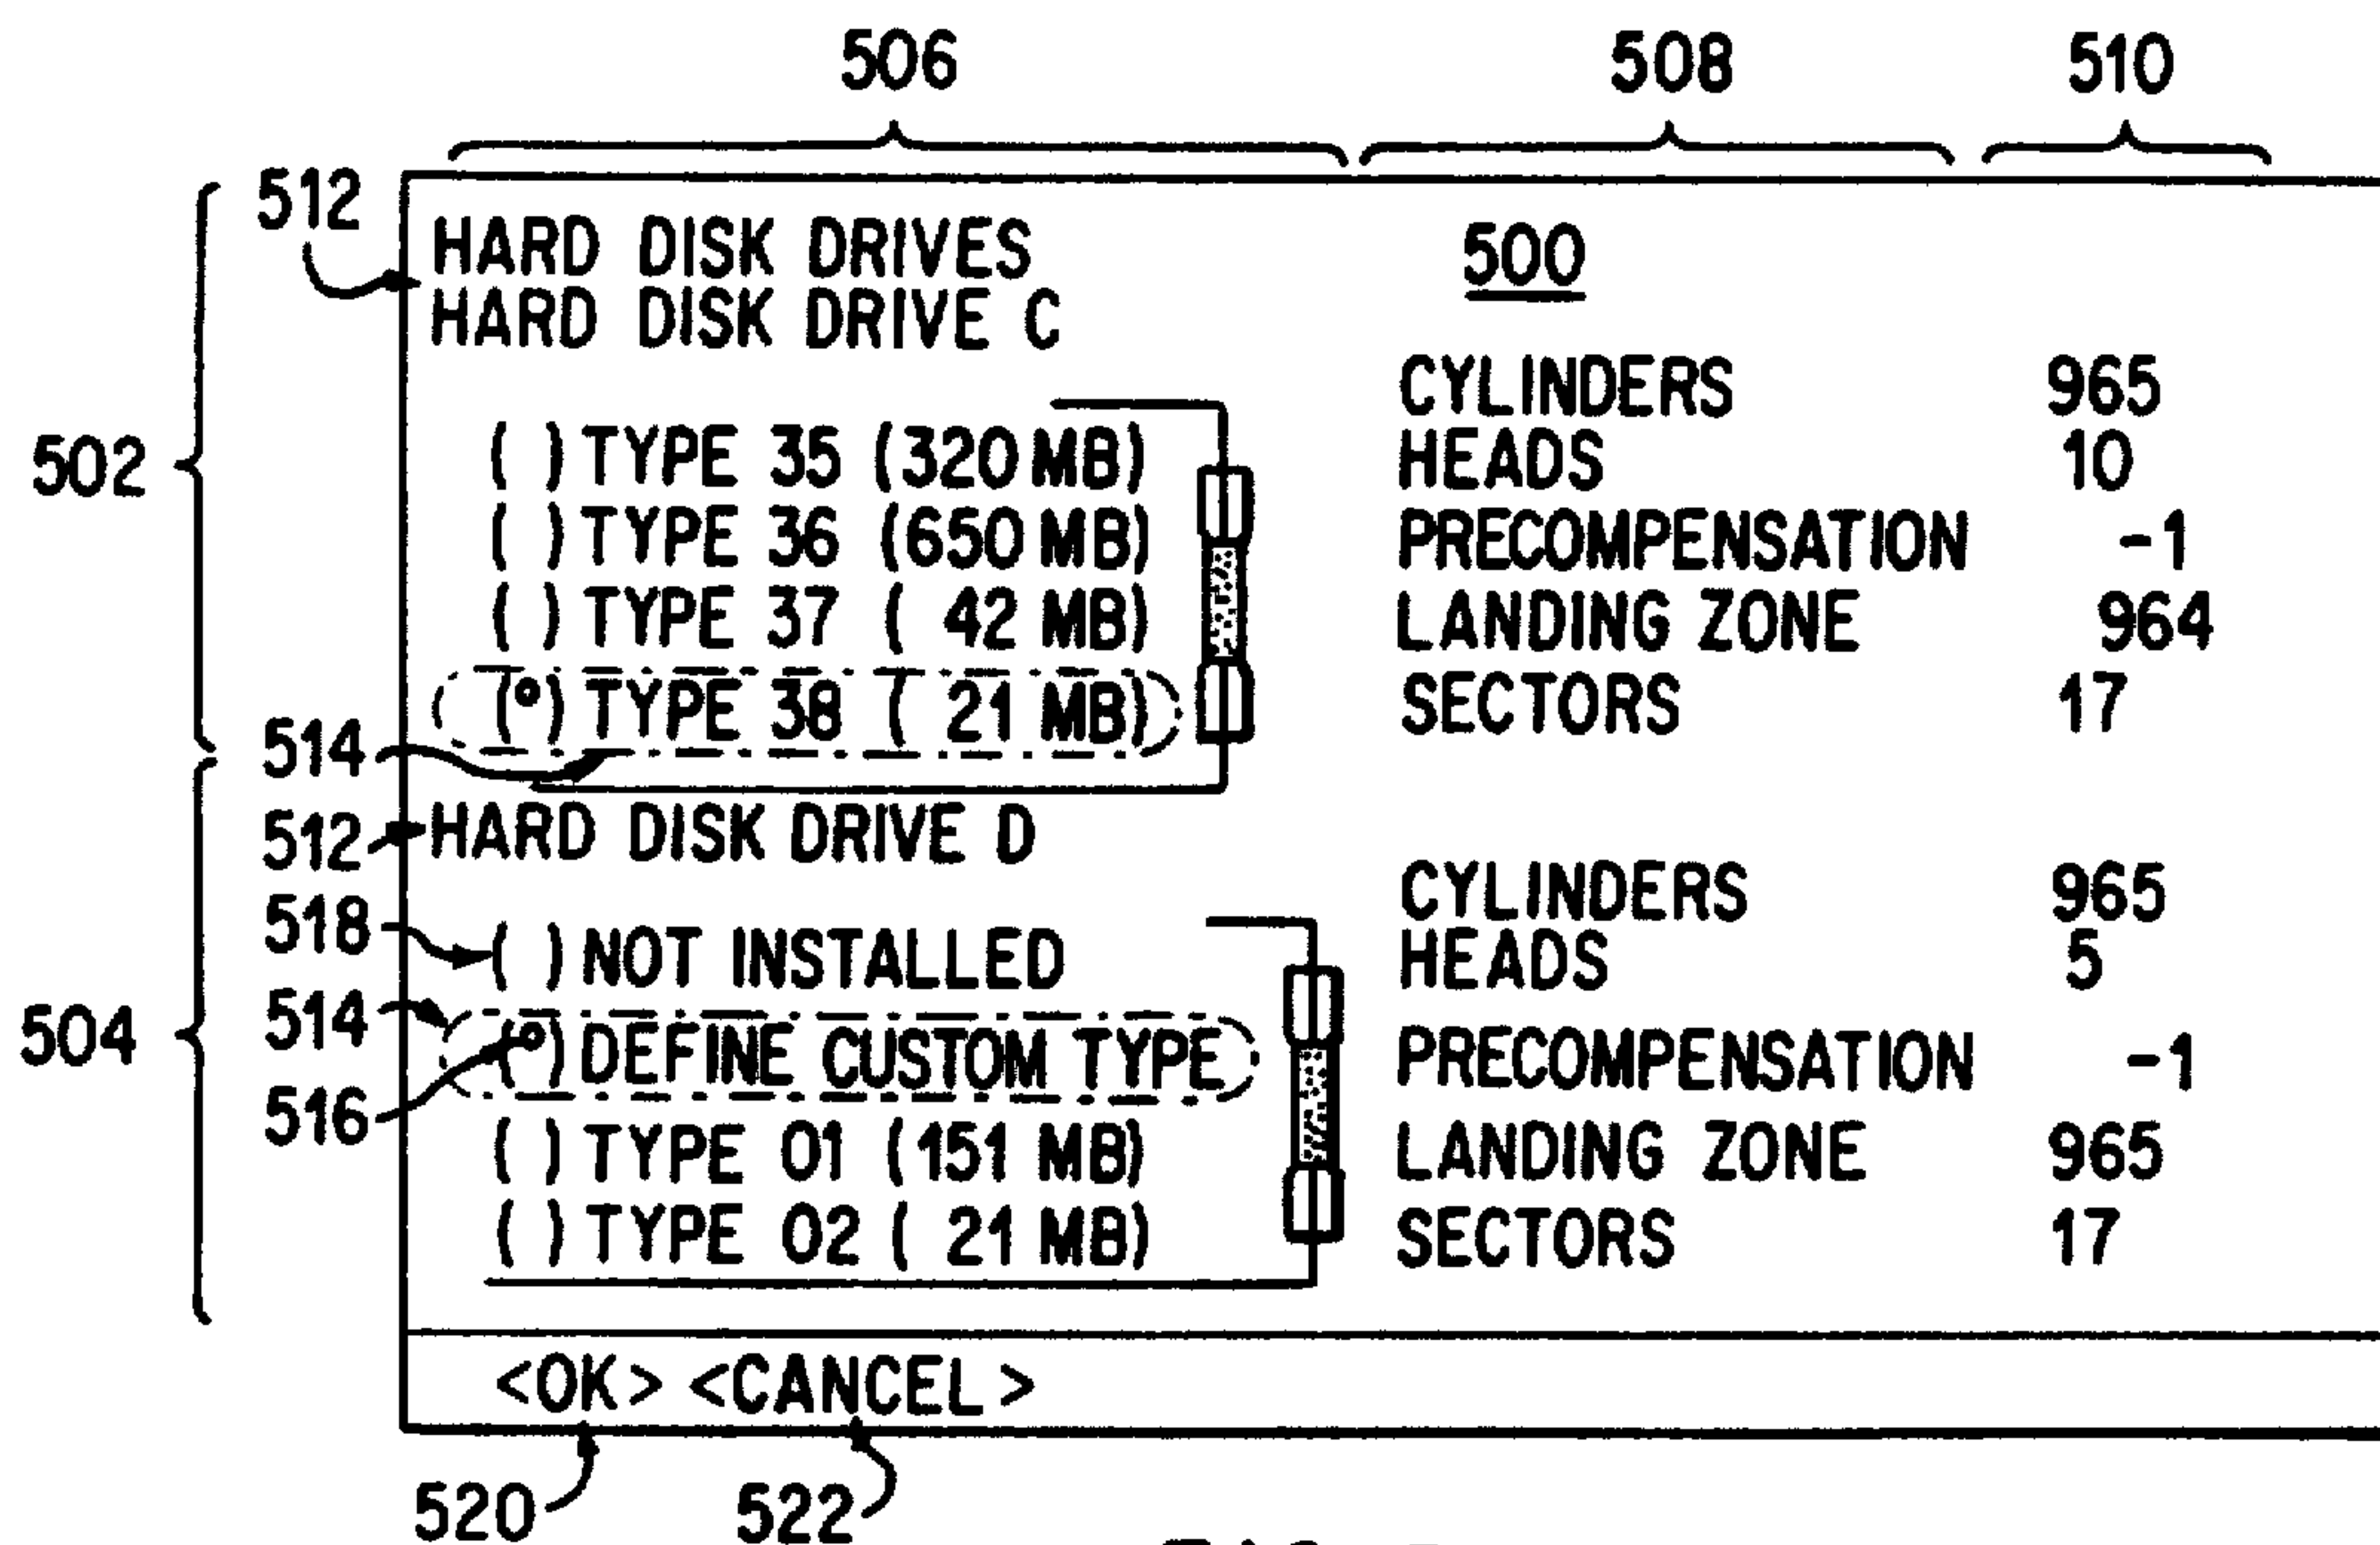 506 508 510
512
HARD DISK DRIVES
500
HARD DISK DRIVE C
CYLINDERS 965
502 ( ) TYPE 35 (320 MB) HEADS 10
( ) TYPE 36 (650 MB) PRECOMPENSATION -1
( ) TYPE 37 ( 42 MB) LANDING ZONE 964
(o) TYPE 38 ( 21 MB) SECTORS 17
514
512 HARD DISK DRIVE D
CYLINDERS 965
518 ( ) NOT INSTALLED HEADS 5
504 514 (o) DEFINE CUSTOM TYPE PRECOMPENSATION -1
516
( ) TYPE 01 (151 MB) LANDING ZONE 965
( ) TYPE 02 ( 21 MB) SECTORS 17
<OK> <CANCEL>
520 522